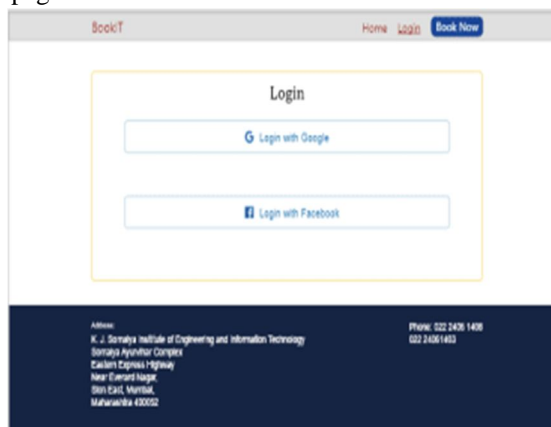 pag
BookIT
Home Login Book Now
Login
G Login with Google
Login with Facebook
Address:
K. J. Somaiya Institute of Engineering and Information Technology
Somaiya Ayurvihar Complex
Eastern Express Highway
Near Everard Nagar,
Sion East, Mumbai,
Maharashtra
Phone: 022 2406 1408
022 24061403